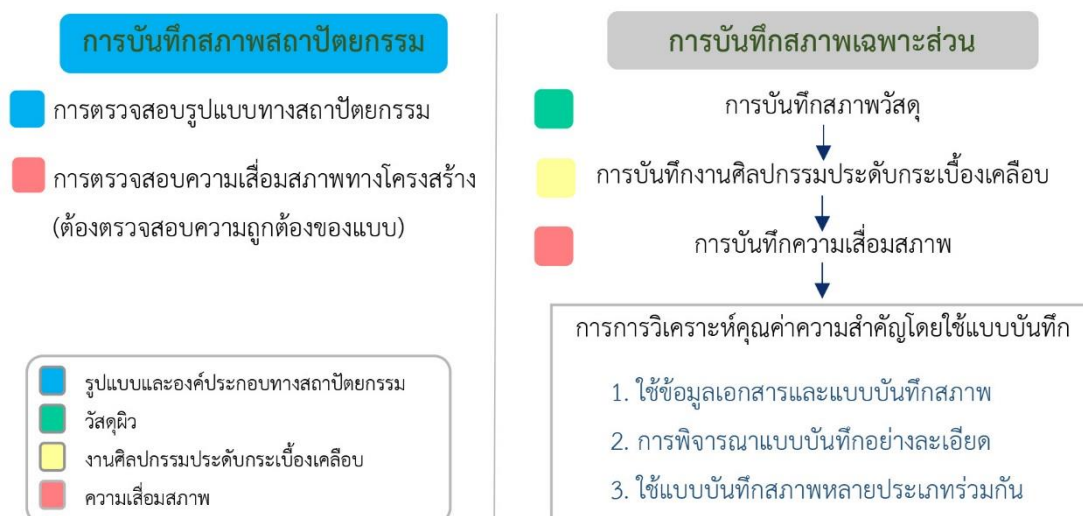 การบันทึกสภาพสถาปัตยกรรม
การตรวจสอบรูปแบบทางสถาปัตยกรรม
การตรวจสอบความเสื่อมสภาพทางโครงสร้าง
(ต้องตรวจสอบความถูกต้องของแบบ)
รูปแบบและองค์ประกอบทางสถาปัตยกรรม
วัสดุผิว
งานศิลปกรรมประดับกระเบื้องเคลือบ
ความเสื่อมสภาพ
การบันทึกสภาพเฉพาะส่วน
การบันทึกสภาพวัสดุ
การบันทึกงานศิลปกรรมประดับกระเบื้องเคลือบ
การบันทึกความเสื่อมสภาพ
การการวิเคราะห์คุณค่าความสำคัญโดยใช้แบบบันทึก
1. ใช้ข้อมูลเอกสารและแบบบันทึกสภาพ
2. การพิจารณาแบบบันทึกอย่างละเอียด
3. ใช้แบบบันทึกสภาพหลายประเภทร่วมกัน